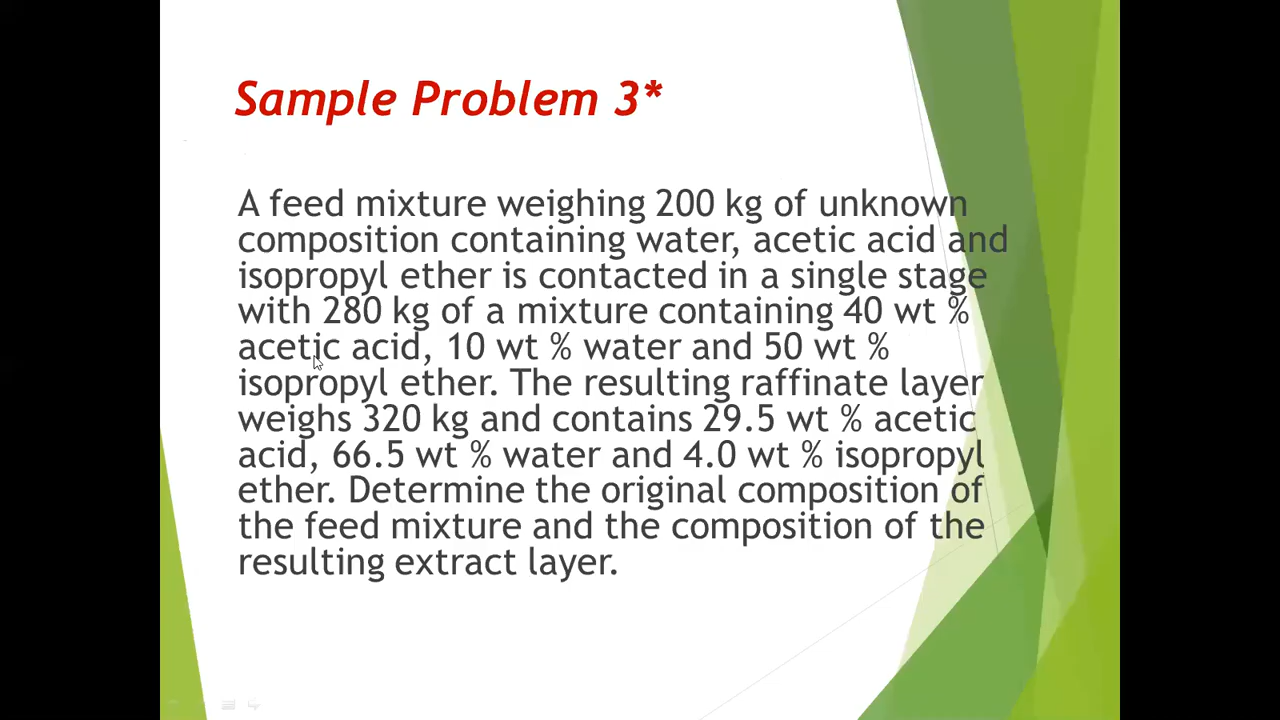 Sample Problem 3*
A feed mixture weighing 200 kg of unknown
composition containing water, acetic acid and
isopropyl ether is contacted in a single stage
with 280 kg of a mixture containing 40 wt %
acetic acid, 10 wt % water and 50 wt %
isopropyl ether. The resulting raffinate layer
weighs 320 kg and contains 29.5 wt % acetic
acid, 66.5 wt % water and 4.0 wt % isopropyl
ether. Determine the original composition of
the feed mixture and the composition of the
resulting extract layer.